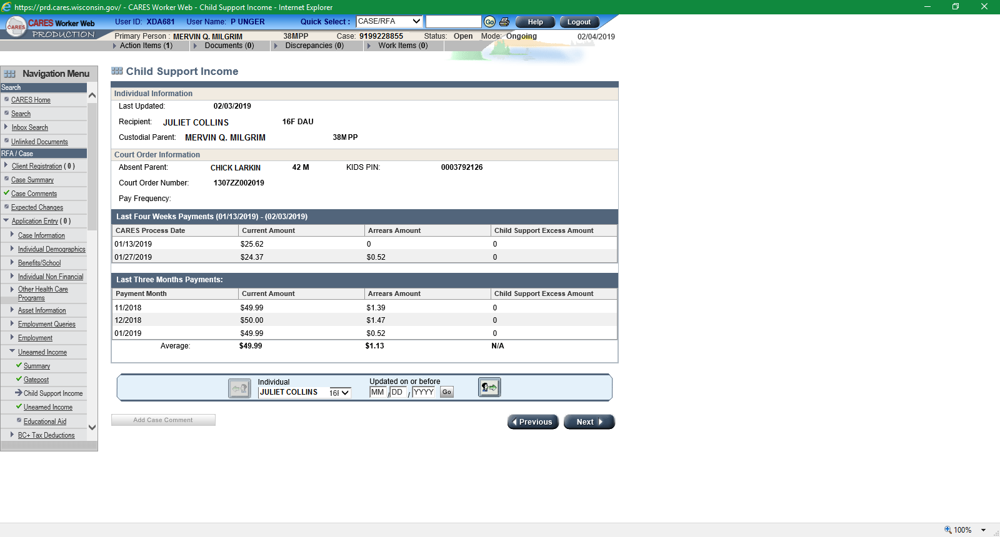 https://prd.cares.wisconsin.gov/ - CARES Worker Web - Child Support Income - Internet Explorer
CARES CARES Worker Web
PRODUCTION
User ID: XDA681 User Name: P UNGER Quick Select : CASE/RFA Go Help Logout
Primary Person : MERVIN Q. MILGRIM 38MPP Case: 9199228855 Status: Open Mode: Ongoing 02/04/2019
Action Items (1) Documents (0) Discrepancies (0) Work Items (0)
Navigation Menu
Search
CARES Home
Search
Inbox Search
Unlinked Documents
RFA / Case
Client Registration ( 0 )
Case Summary
Case Comments
Expected Changes
Application Entry ( 0 )
Case Information
Individual Demographics
Benefits/School
Individual Non Financial
Other Health Care
Programs
Asset Information
Employment Queries
Employment
Unearned Income
Summary
Gatepost
Child Support Income
Unearned Income
Educational Aid
BC+ Tax Deductions
Child Support Income
Individual Information
Last Updated: 02/03/2019
Recipient: JULIET COLLINS 16F DAU
Custodial Parent: MERVIN Q. MILGRIM 38MPP
Court Order Information
Absent Parent: CHICK LARKIN 42 M KIDS PIN: 0003792126
Court Order Number: 1307ZZ002019
Pay Frequency:
Last Four Weeks Payments (01/13/2019) - (02/03/2019)
CARES Process Date Current Amount Arrears Amount Child Support Excess Amount
01/13/2019 $25.62 0 0
01/27/2019 $24.37 $0.52 0
Last Three Months Payments:
Payment Month Current Amount Arrears Amount Child Support Excess Amount
11/2018 $49.99 $1.39 0
12/2018 $50.00 $1.47 0
01/2019 $49.99 $0.52 0
Average: $49.99 $1.13 N/A
Individual Updated on or before
JULIET COLLINS 16 MM / DD / YYYY Go
Add Case Comment Previous Next
100%